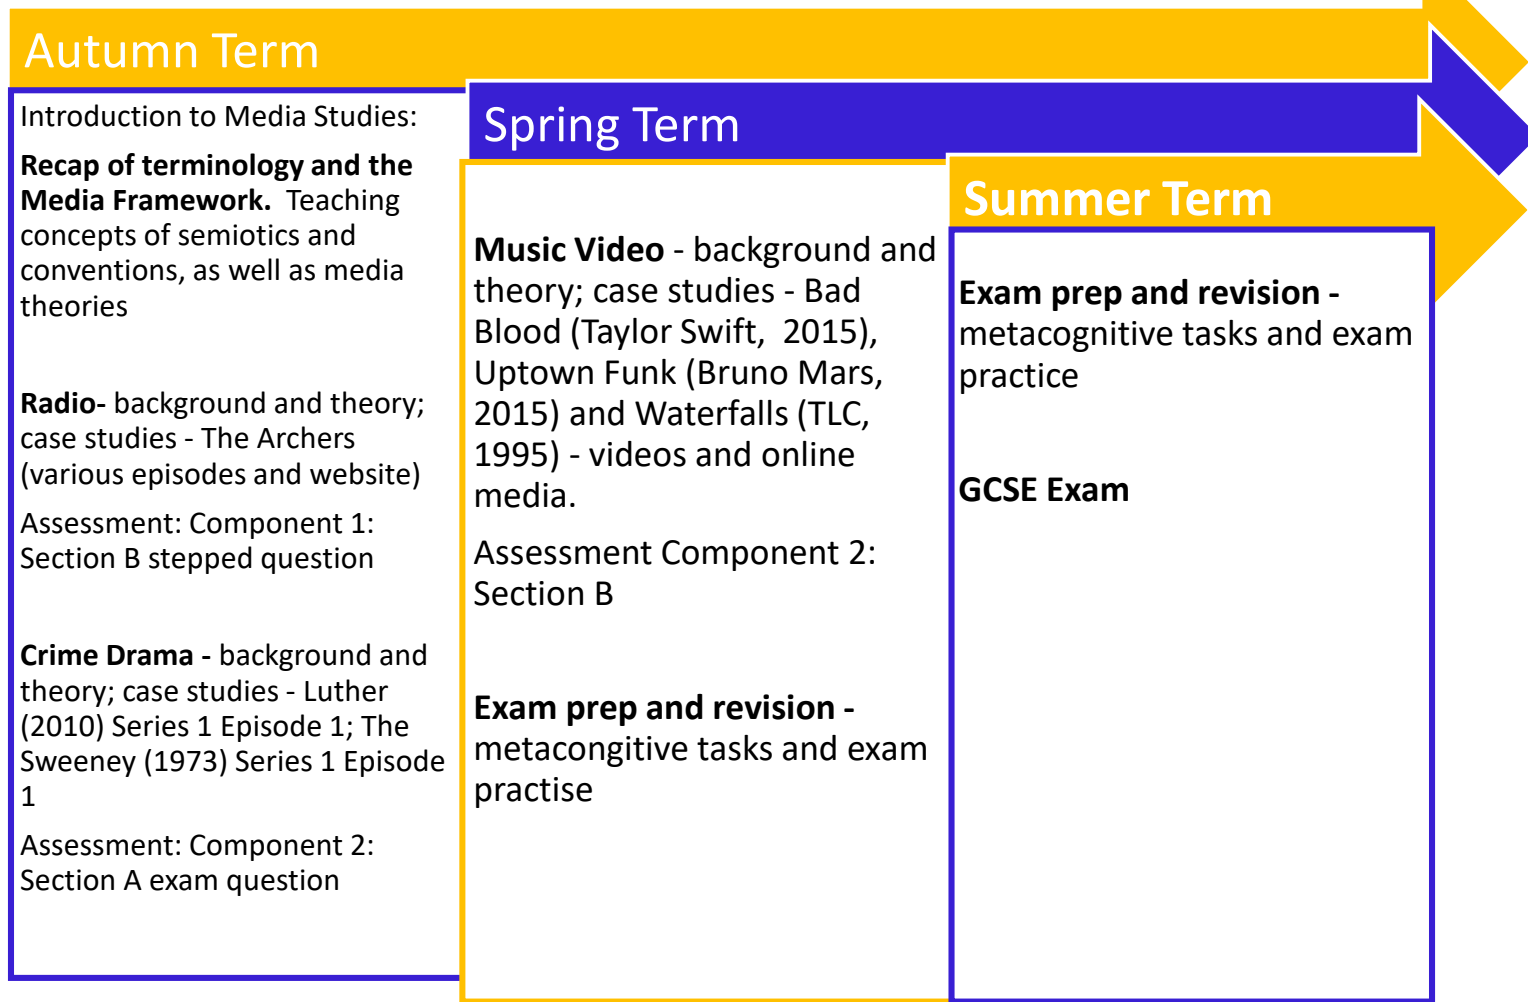 Autumn Term
Introduction to Media Studies:
Recap of terminology and the
Media Framework.  Teaching
concepts of semiotics and
conventions, as well as media
theories
Radio- background and theory;
case studies - The Archers
(various episodes and website)
Assessment: Component 1:
Section B stepped question
Crime Drama - background and
theory; case studies - Luther
(2010) Series 1 Episode 1; The
Sweeney (1973) Series 1 Episode
1
Assessment: Component 2:
Section A exam question
Spring Term
Music Video - background and
theory; case studies - Bad
Blood (Taylor Swift,  2015),
Uptown Funk (Bruno Mars,
2015) and Waterfalls (TLC,
1995) - videos and online
media.
Assessment Component 2:
Section B
Exam prep and revision -
metacongitive tasks and exam
practise
Summer Term
Exam prep and revision -
metacognitive tasks and exam
practice
GCSE Exam